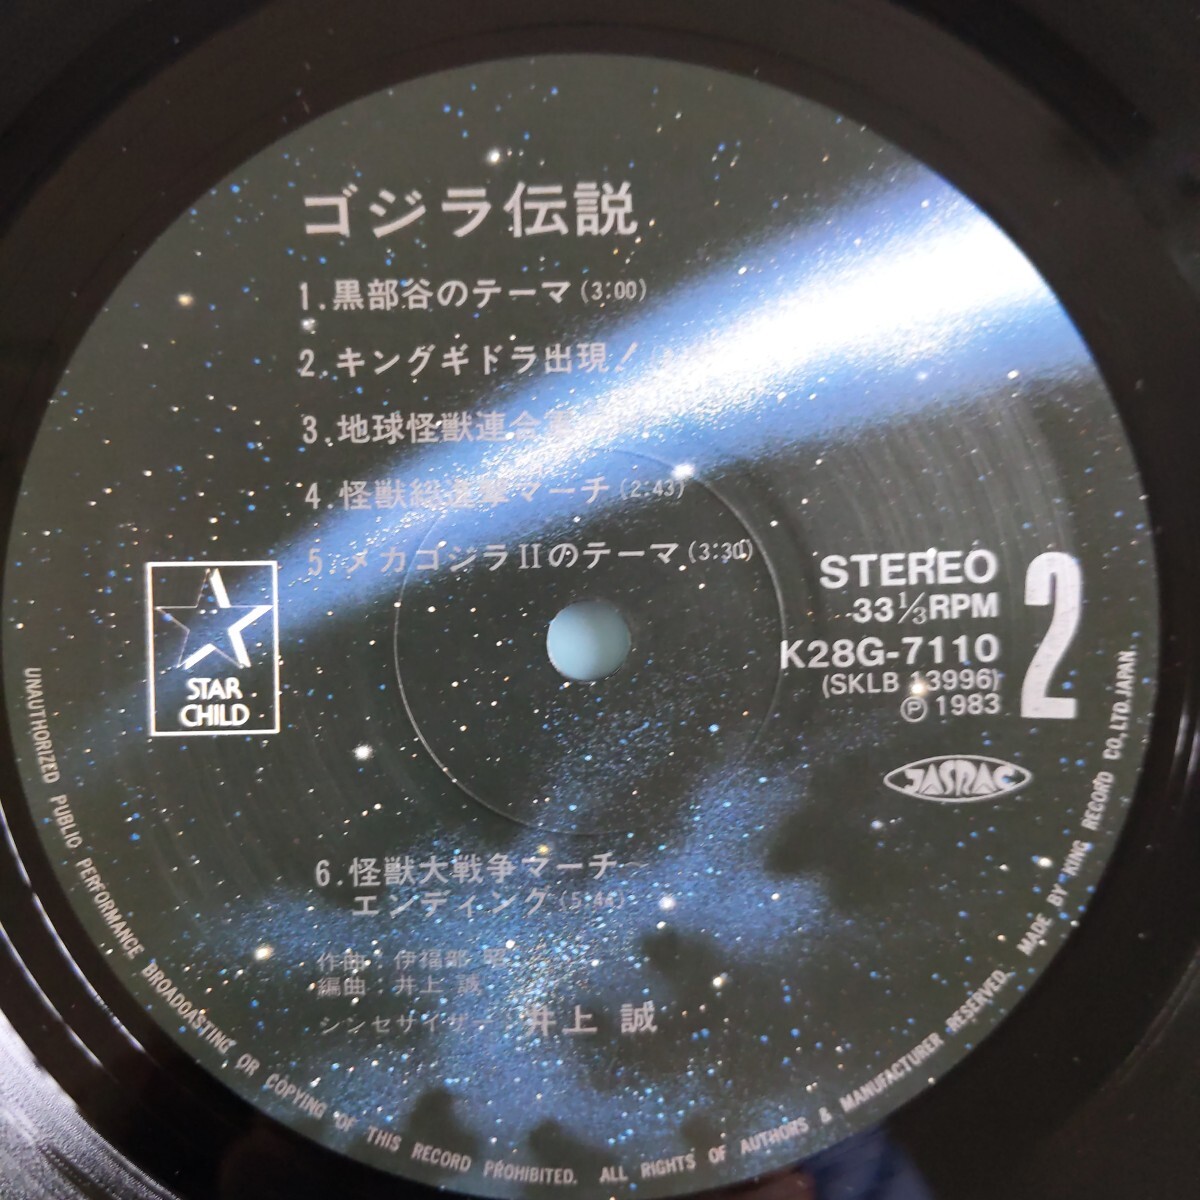 ゴジラ伝説
1.黒部谷のテーマ(3:00)
2.キングギドラ出現!
3.地球怪獣連合軍
4.怪獣総進撃マーチ(2:43)
5.メカゴジラIIのテーマ(3:30)
STAR
CHILD
STEREO
33⅓RPM
K28G-7110
(SKLB 13996)
Ⓟ1983
2
JASRAC
6.怪獣大戦争マーチ〜
エンディング
作曲:伊福部 昭
編曲:井上 誠
シンセサイザー 井上 誠
UNAUTHORIZED PUBLIC PERFORMANCE BROADCASTING OR COPYING OF THIS RECORD PROHIBITED. ALL RIGHTS OF AUTHORS & MANUFACTURER RESERVED. MADE BY KING RECORD CO.,LTD.JAPAN.